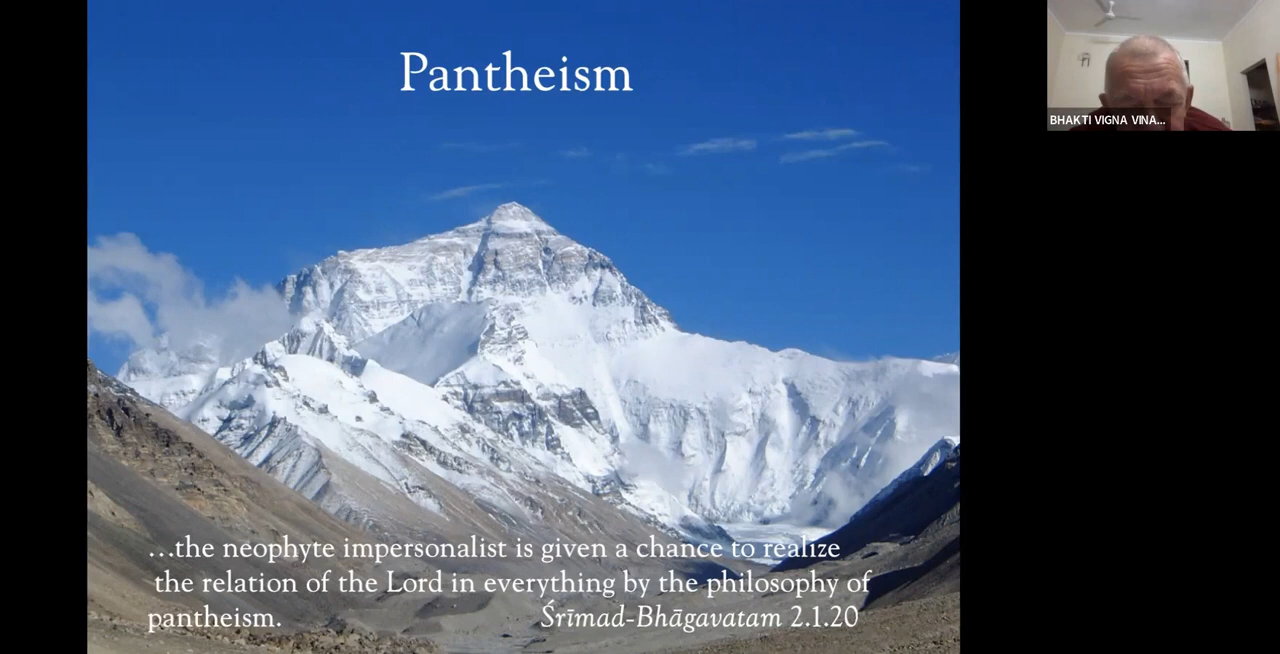 Pantheism
BHAKTI VIGNA VINA...
...the neophyte impersonalist is given a chance to realize
the relation of the Lord in everything by the philosophy of
pantheism. Śrīmad-Bhāgavatam 2.1.20